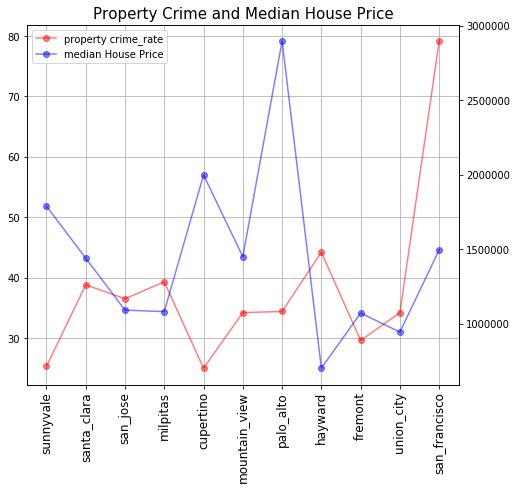 Property Crime and Median House Price
property crime_rate
median House Price
80
70
60
50
40
30
3000000
2500000
2000000
1500000
1000000
sunnyvale
santa_clara
san_jose
milpitas
cupertino
mountain_view
palo_alto
hayward
fremont
union_city
san_francisco